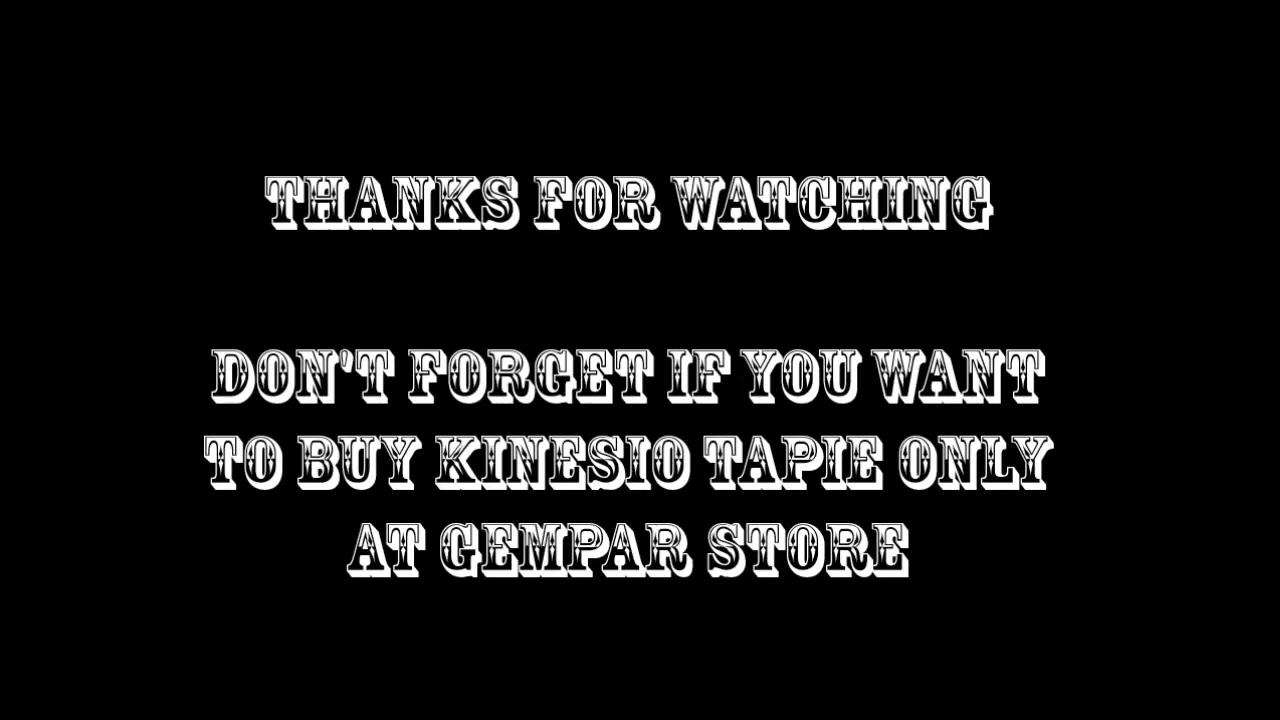 THANKS FOR WATCHING
DON'T FORGET IF YOU WANT
TO BUY KINESIO TAPIE ONLY
AT GEMPAR STORE